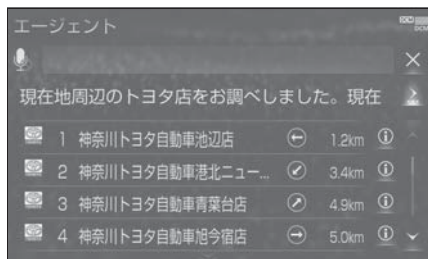 エージェント
DCM
現在地周辺のトヨタ店をお調べしました。現在
1 神奈川トヨタ自動車池辺店 1.2km
2 神奈川トヨタ自動車港北ニュー... 3.4km
3 神奈川トヨタ自動車青葉台店 4.9km
4 神奈川トヨタ自動車旭今宿店 5.0km